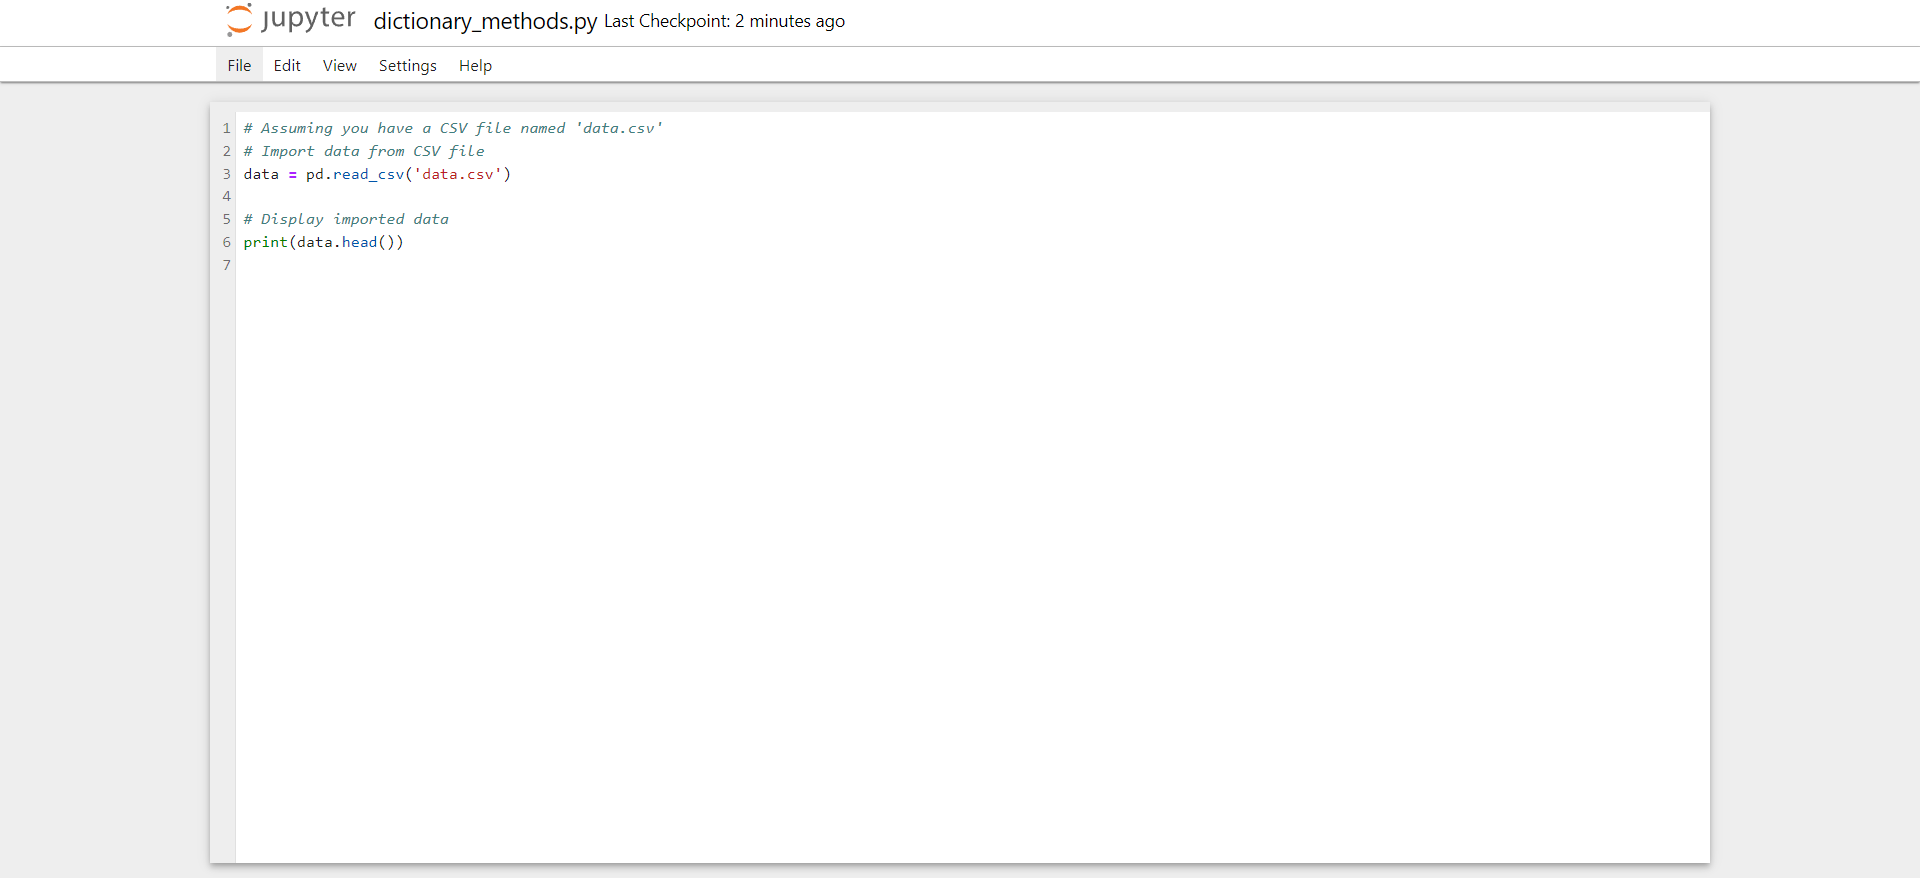 jupyter dictionary_methods.py Last Checkpoint: 2 minutes ago
File Edit View Settings Help
1 # Assuming you have a CSV file named 'data.csv'
2 # Import data from CSV file
3 data = pd.read_csv('data.csv')
4
5 # Display imported data
6 print(data.head())
7